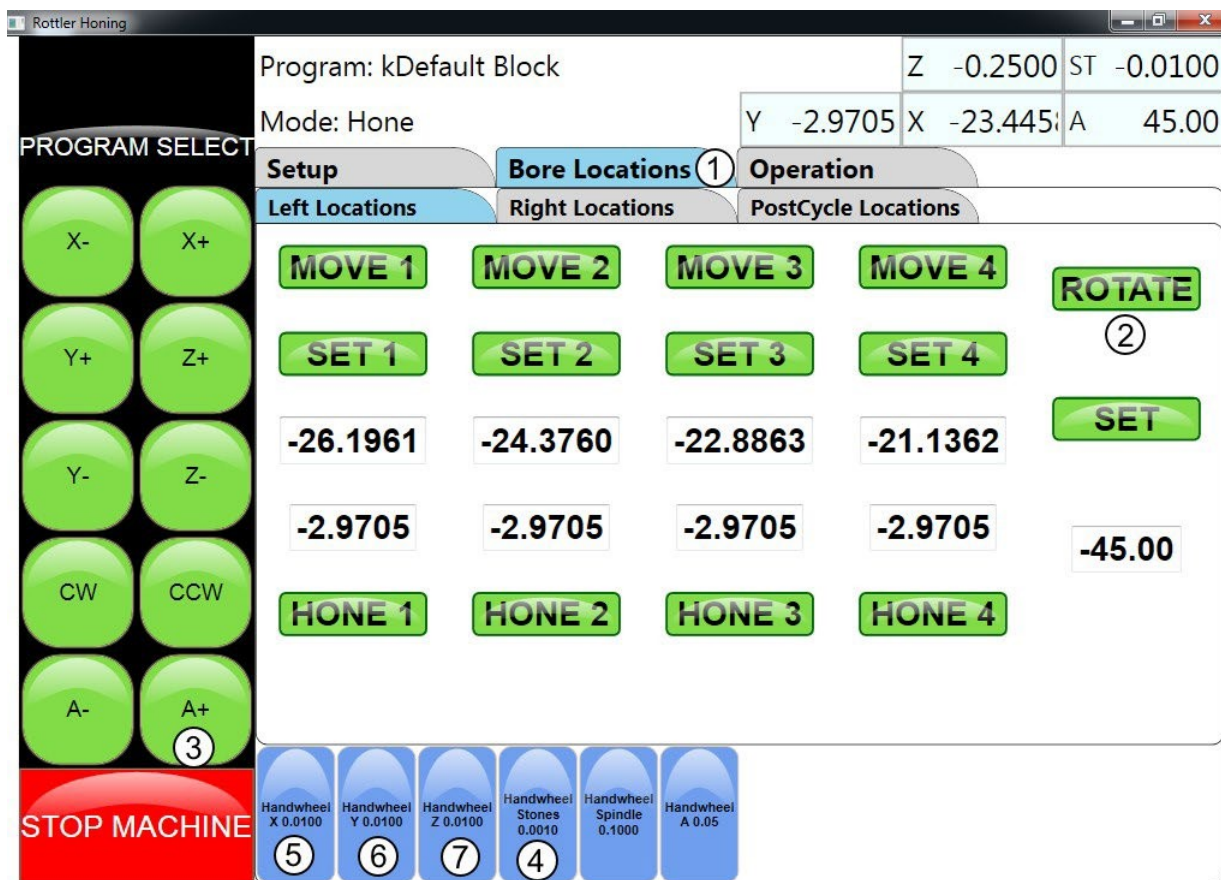 Rottler Honing
Program: kDefault Block
Z -0.2500 ST -0.0100
Mode: Hone
Y -2.9705 X -23.445 A 45.00
PROGRAM SELECT
Setup Bore Locations 1 Operation
Left Locations Right Locations PostCycle Locations
X- X+
MOVE 1 MOVE 2 MOVE 3 MOVE 4 ROTATE
2
Y+ Z+
SET 1 SET 2 SET 3 SET 4
SET
-26.1961 -24.3760 -22.8863 -21.1362
Y- Z-
-2.9705 -2.9705 -2.9705 -2.9705 -45.00
CW CCW
HONE 1 HONE 2 HONE 3 HONE 4
A- A+
3
STOP MACHINE
Handwheel
X 0.0100
5
Handwheel
Y 0.0100
6
Handwheel
Z 0.0100
7
Handwheel
Stones
0.0010
4
Handwheel
Spindle
0.1000
Handwheel
A 0.05